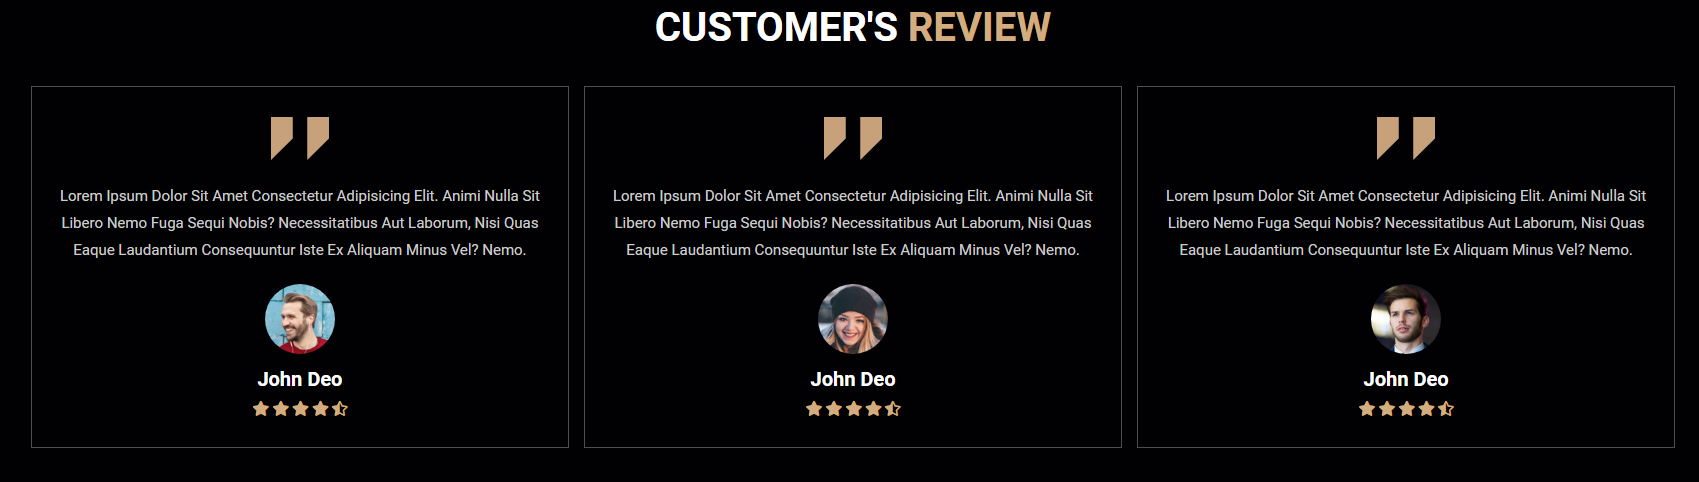 CUSTOMER'S REVIEW
Lorem Ipsum Dolor Sit Amet Consectetur Adipisicing Elit. Animi Nulla Sit
Libero Nemo Fuga Sequi Nobis? Necessitatibus Aut Laborum, Nisi Quas
Eaque Laudantium Consequuntur Iste Ex Aliquam Minus Vel? Nemo.
John Deo
Lorem Ipsum Dolor Sit Amet Consectetur Adipisicing Elit. Animi Nulla Sit
Libero Nemo Fuga Sequi Nobis? Necessitatibus Aut Laborum, Nisi Quas
Eaque Laudantium Consequuntur Iste Ex Aliquam Minus Vel? Nemo.
John Deo
Lorem Ipsum Dolor Sit Amet Consectetur Adipisicing Elit. Animi Nulla Sit
Libero Nemo Fuga Sequi Nobis? Necessitatibus Aut Laborum, Nisi Quas
Eaque Laudantium Consequuntur Iste Ex Aliquam Minus Vel? Nemo.
John Deo